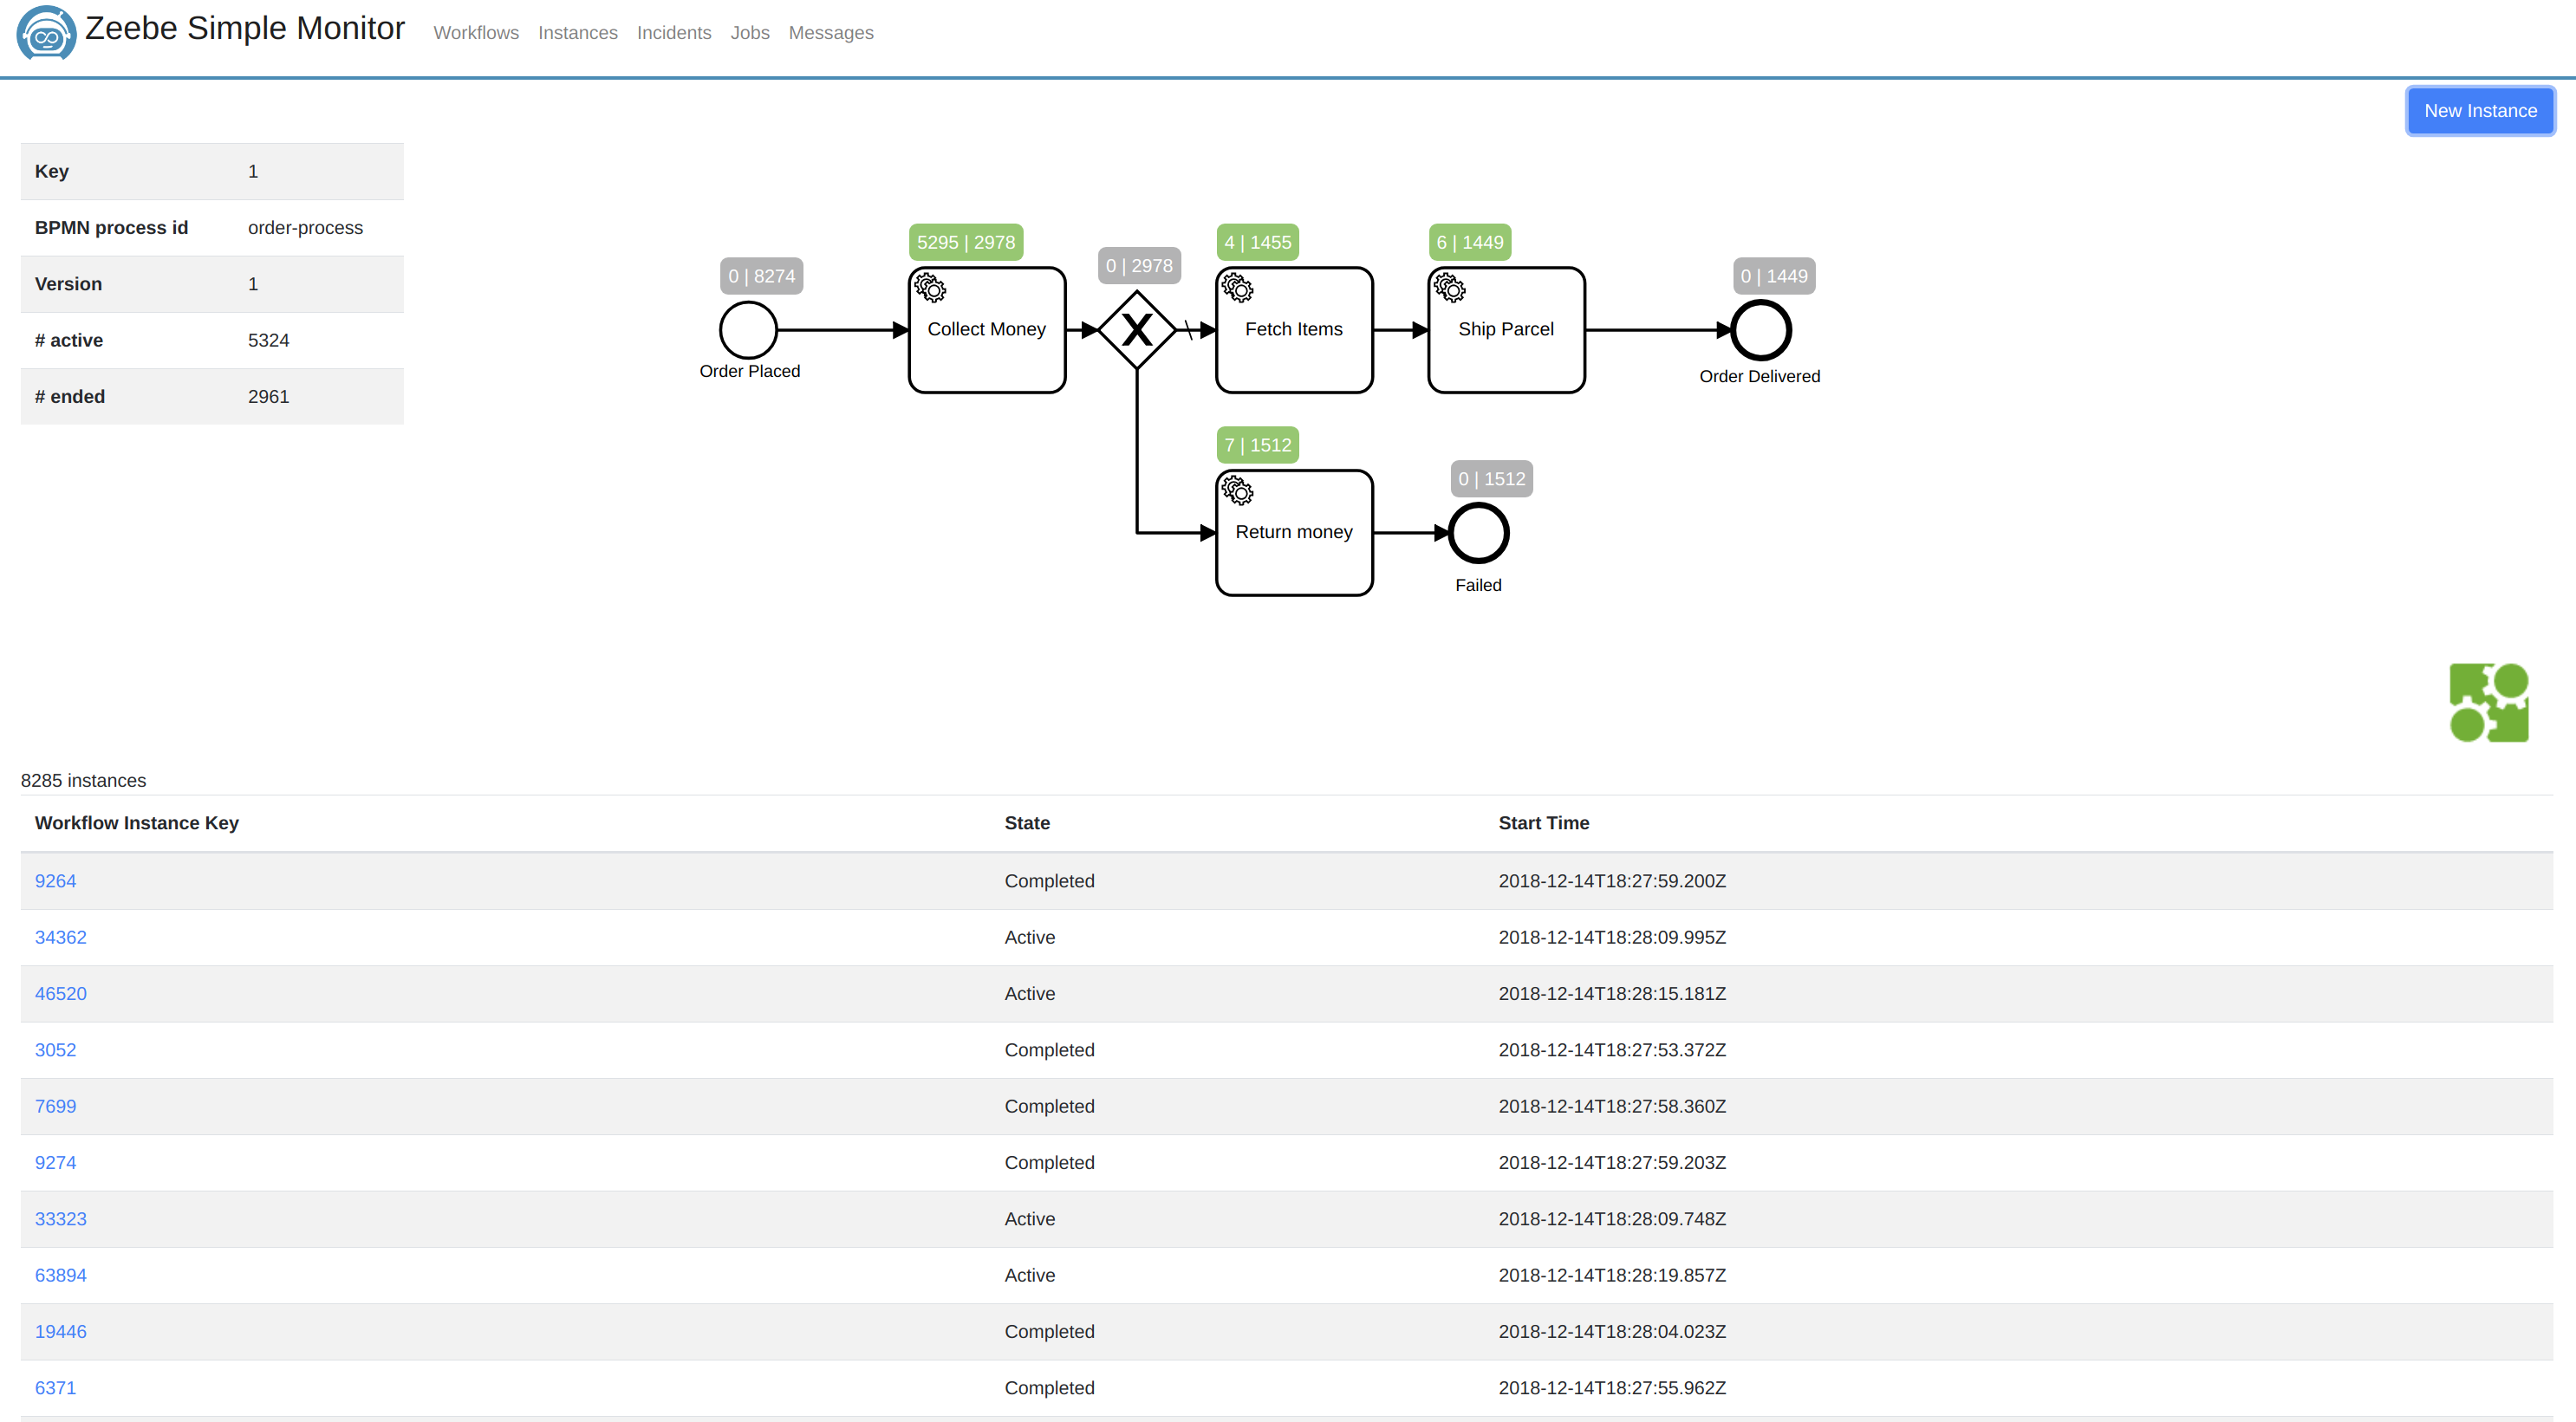 Zeebe Simple Monitor Workflows Instances Incidents Jobs Messages
New Instance
Key 1
BPMN process id order-process
Version 1
# active 5324
# ended 2961
0 | 8274
5295 | 2978
0 | 2978
4 | 1455
6 | 1449
0 | 1449
Order Placed
Collect Money
X
Fetch Items
Ship Parcel
Order Delivered
7 | 1512
0 | 1512
Return money
Failed
8285 instances
Workflow Instance Key State Start Time
9264 Completed 2018-12-14T18:27:59.200Z
34362 Active 2018-12-14T18:28:09.995Z
46520 Active 2018-12-14T18:28:15.181Z
3052 Completed 2018-12-14T18:27:53.372Z
7699 Completed 2018-12-14T18:27:58.360Z
9274 Completed 2018-12-14T18:27:59.203Z
33323 Active 2018-12-14T18:28:09.748Z
63894 Active 2018-12-14T18:28:19.857Z
19446 Completed 2018-12-14T18:28:04.023Z
6371 Completed 2018-12-14T18:27:55.962Z